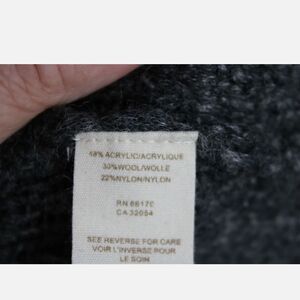 48% ACRYLIC/ACRYLIQUE
30% WOOL/WOLLE
22% NYLON/NYLON
RN
CA 32054
SEE REVERSE FOR CARE
VOIR L'INVERSE POUR
LE SOIN